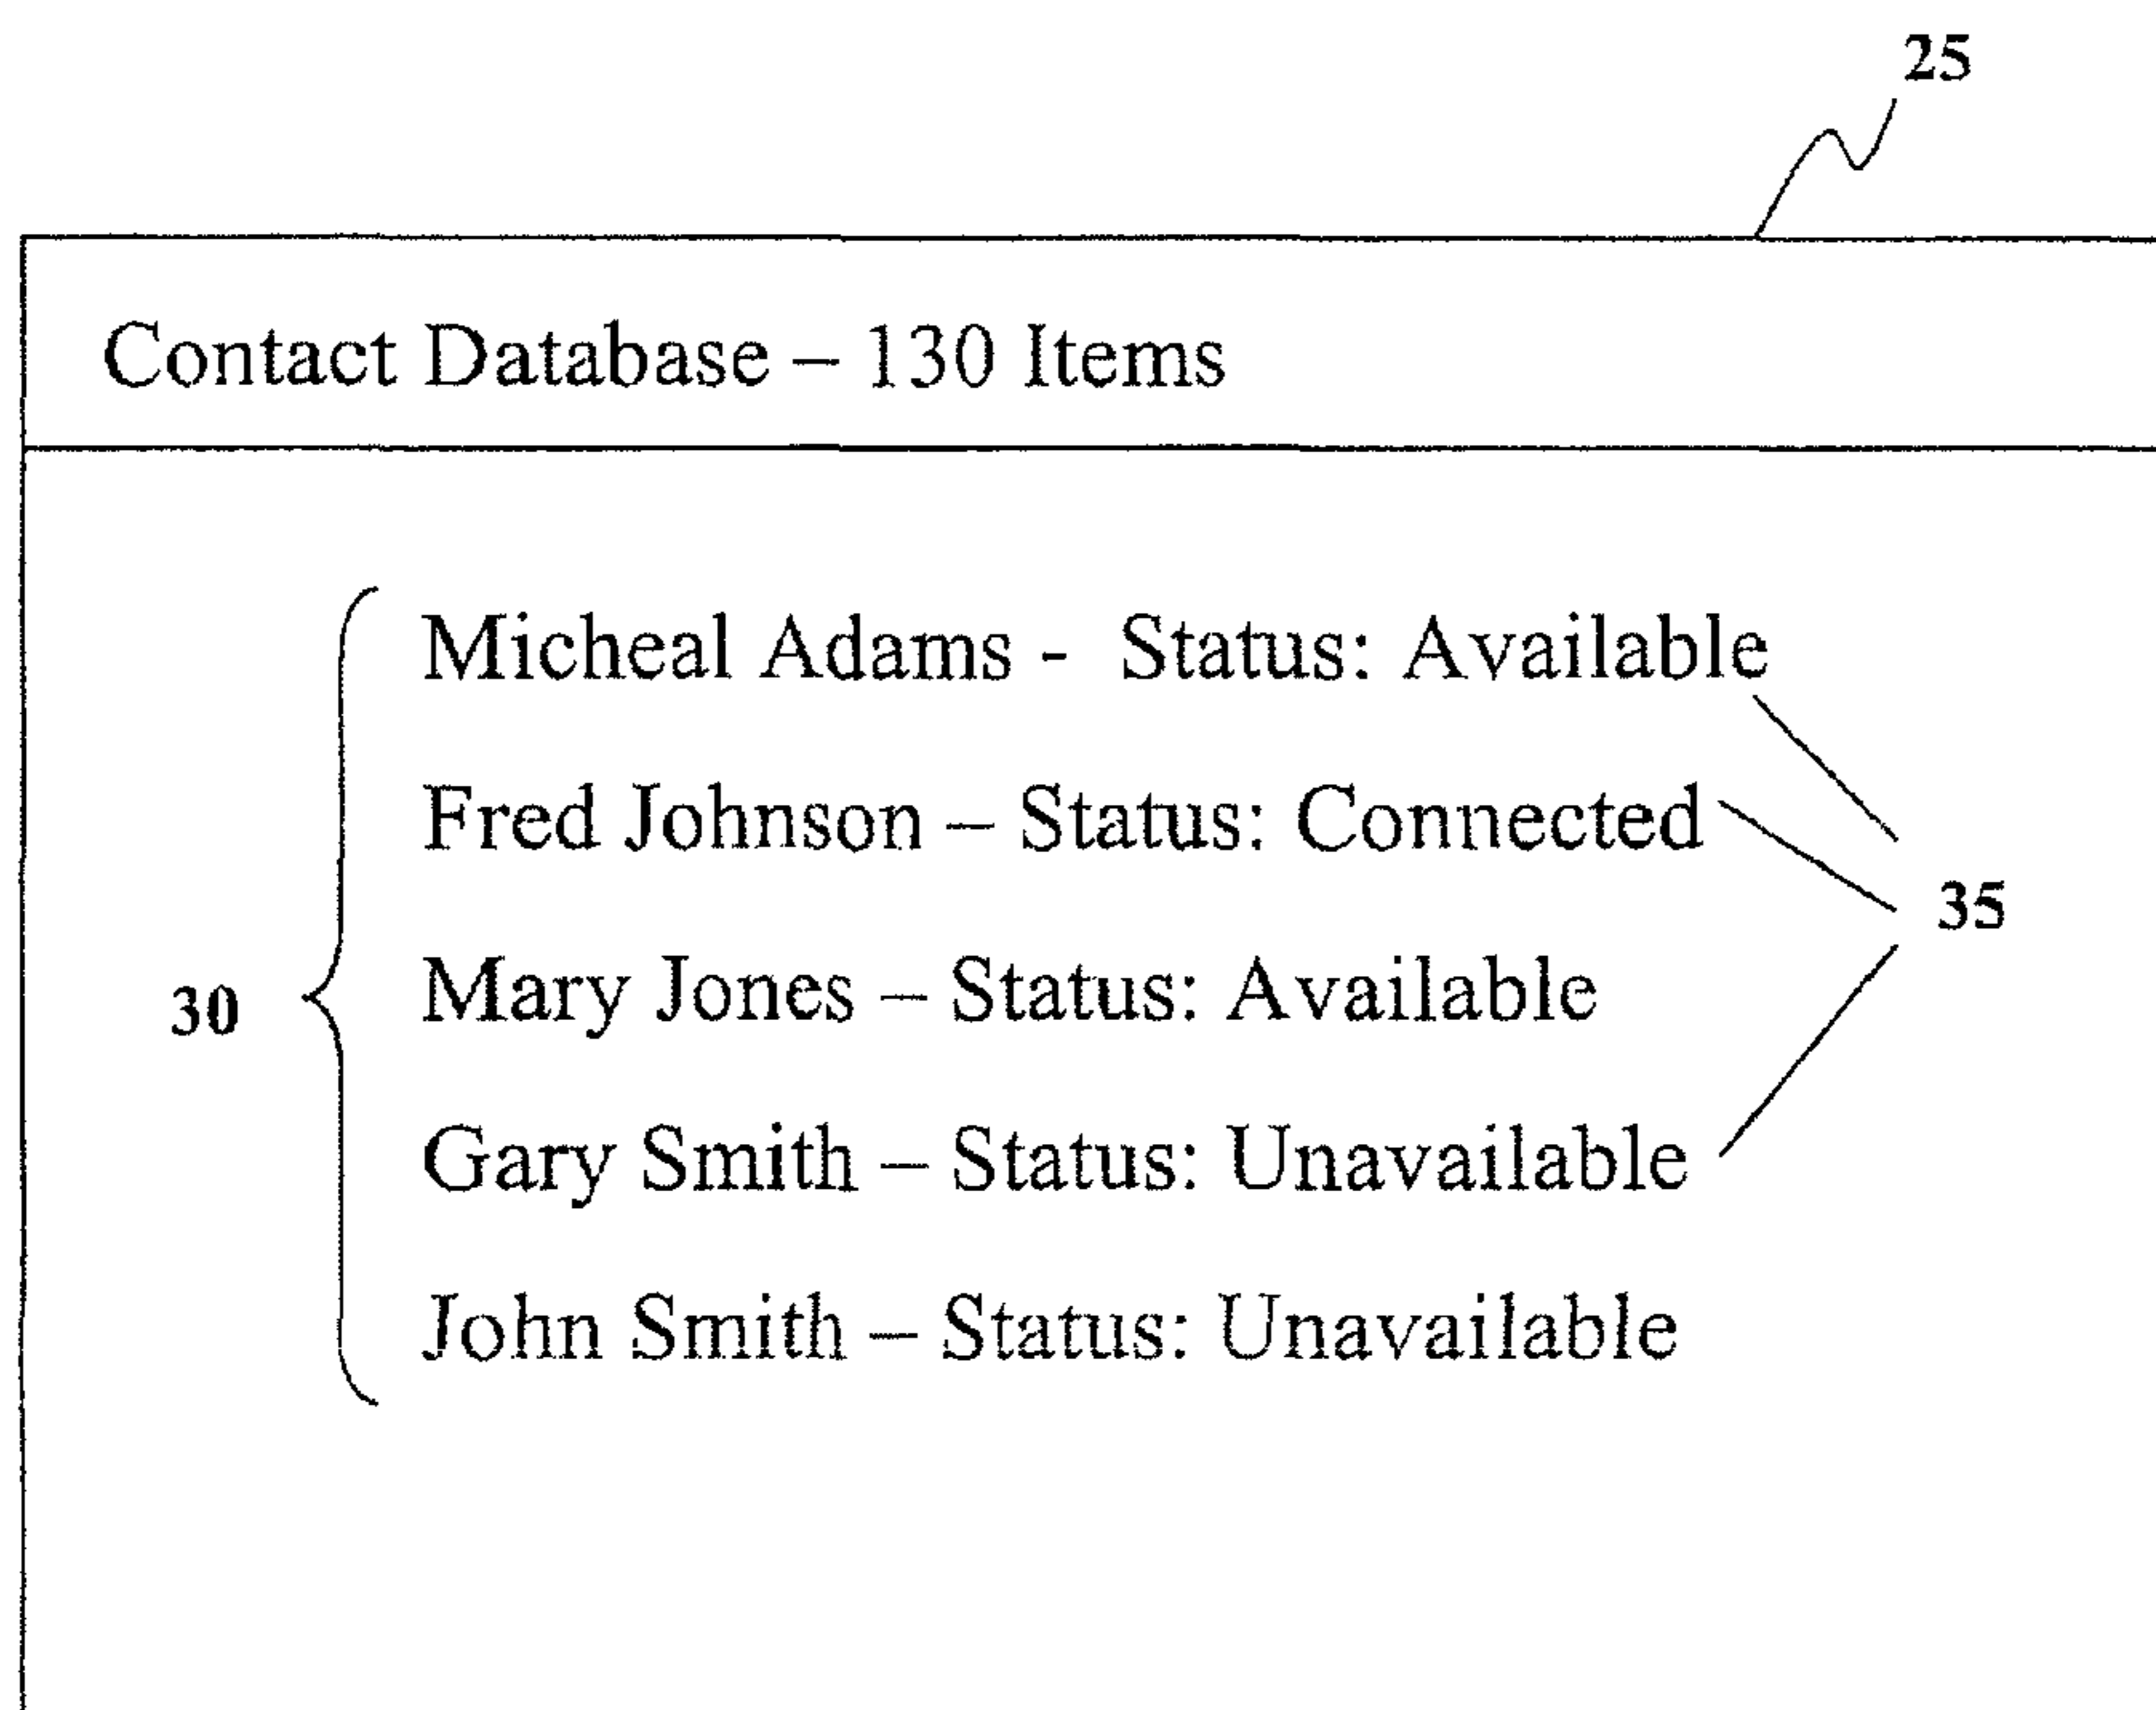 25
Contact Database – 130 Items
Micheal Adams - Status: Available
Fred Johnson – Status: Connected
35
Mary Jones – Status: Available
30
Gary Smith – Status: Unavailable
John Smith – Status: Unavailable